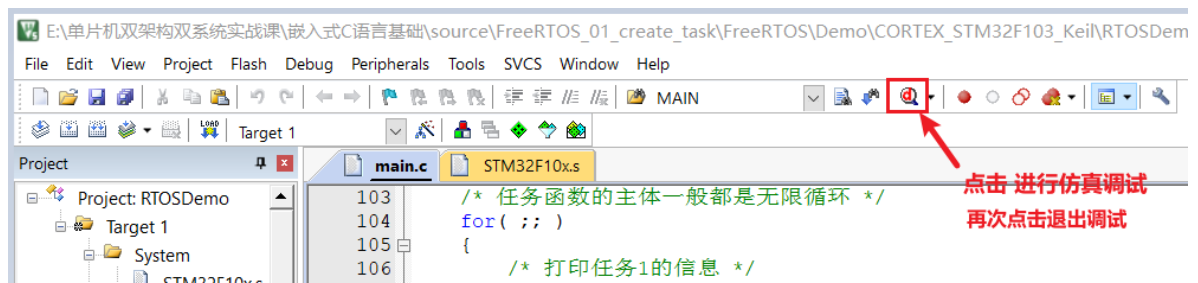 E:\单片机双架构双系统实战课\嵌入式C语言基础\source\FreeRTOS_01_create_task\FreeRTOS\Demo\CORTEX_STM32F103_Keil\RTOSDem
File Edit View Project Flash Debug Peripherals Tools SVCS Window Help
MAIN
LOAD Target 1
Project
main.c STM32F10x.s
Project: RTOSDemo
Target 1
System
STM32F10x.s
103 /* 任务函数的主体一般都是无限循环 */
104 for( ;; )
105 {
106 /* 打印任务1的信息 */
点击 进行仿真调试
再次点击退出调试